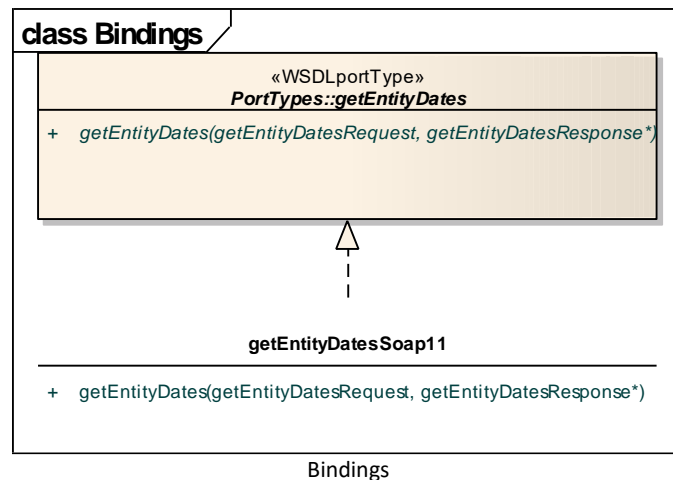 class Bindings
«WSDLportType»
PortTypes::getEntityDates
+ getEntityDates(getEntityDatesRequest, getEntityDatesResponse*)
getEntityDatesSoap11
+ getEntityDates(getEntityDatesRequest, getEntityDatesResponse*)
Bindings